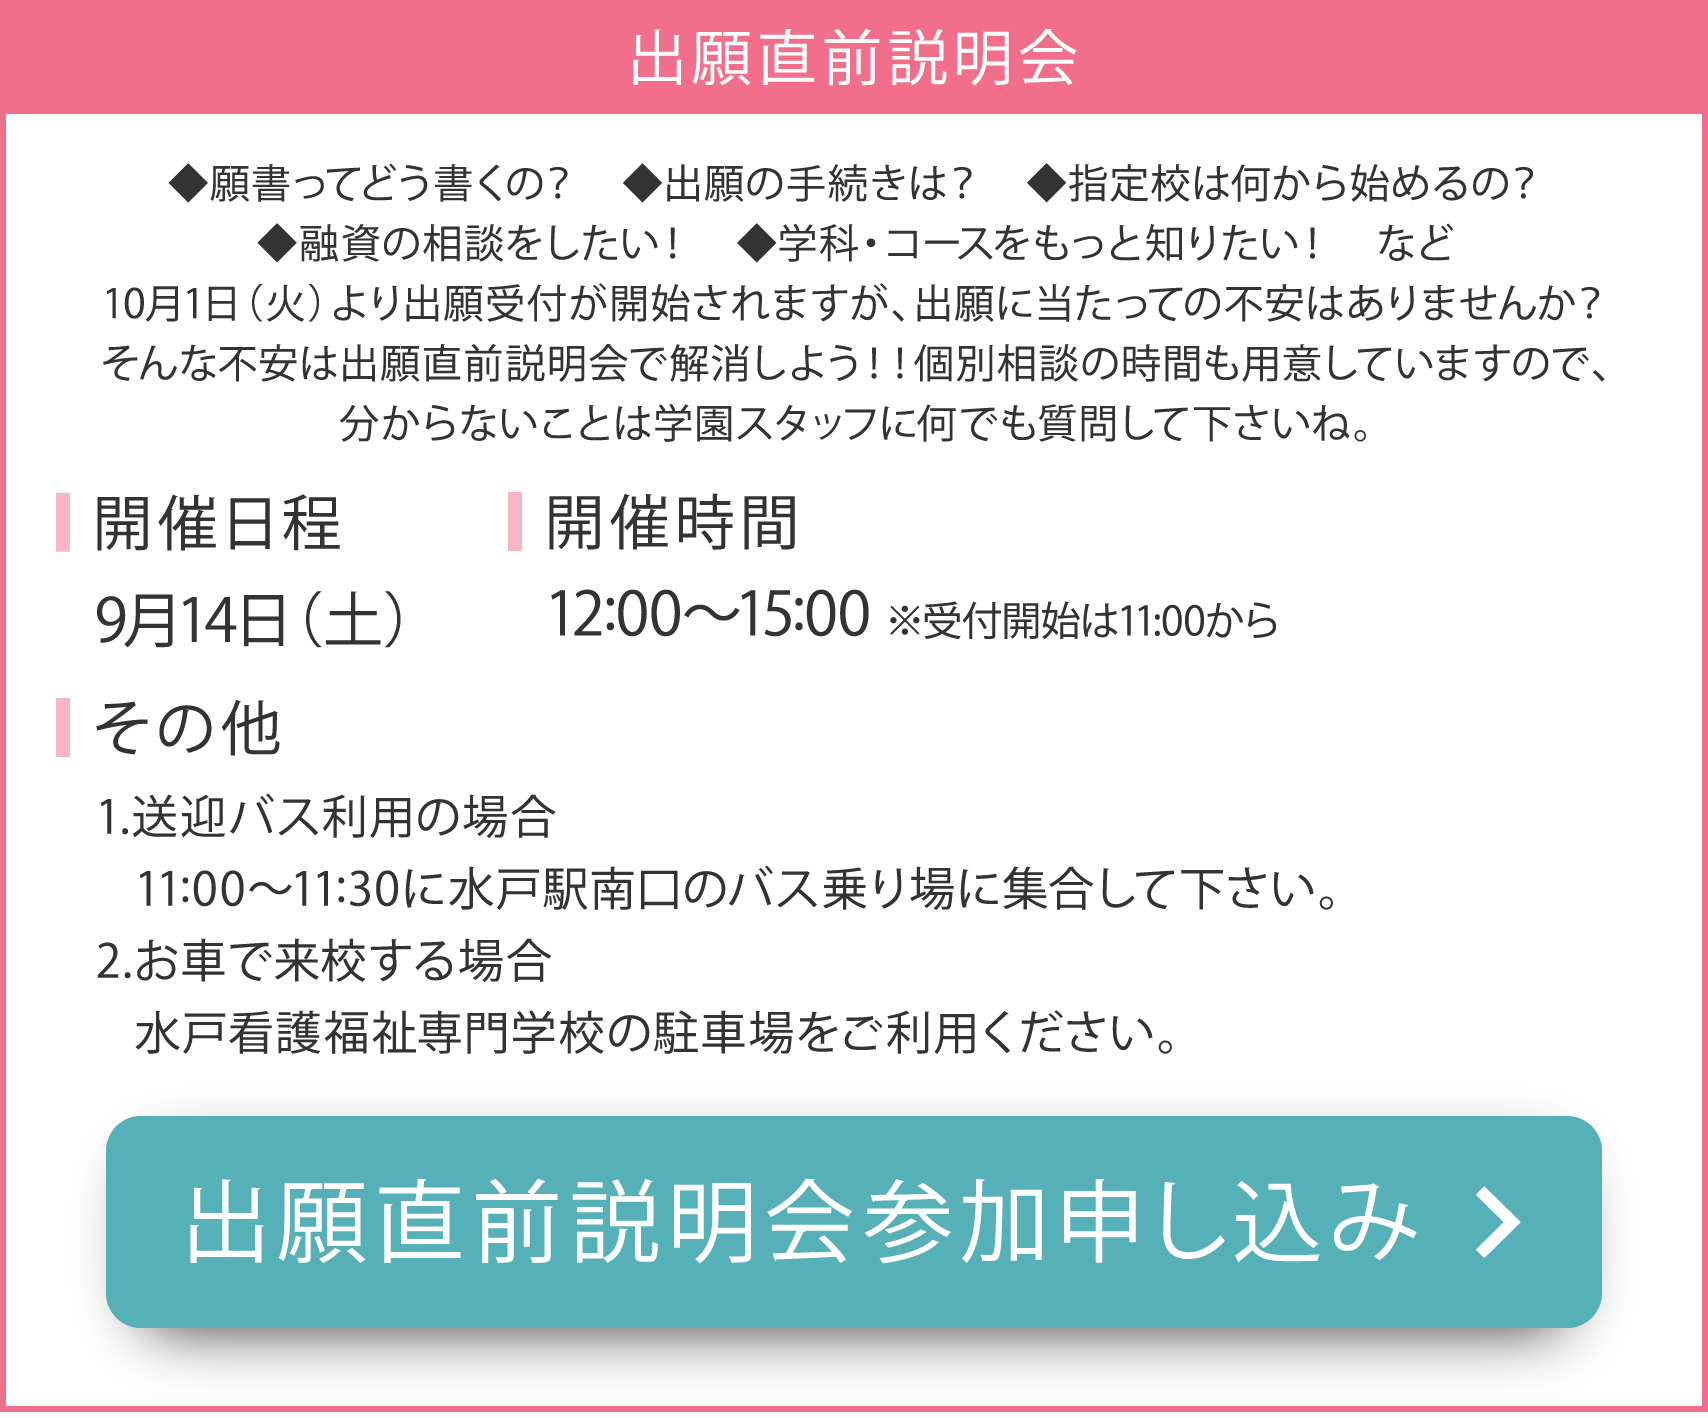 出願直前説明会
◆願書ってどう書くの？　◆出願の手続きは？　◆指定校は何から始めるの？
◆融資の相談をしたい！　◆学科・コースをもっと知りたい！　など
10月1日（火）より出願受付が開始されますが、出願に当たっての不安はありませんか？
そんな不安は出願直前説明会で解消しよう！！個別相談の時間も用意していますので、
分からないことは学園スタッフに何でも質問して下さいね。
開催日程　開催時間
9月14日（土）　12:00〜15:00 ※受付開始は11:00から
その他
1.送迎バス利用の場合
11:00〜11:30に水戸駅南口のバス乗り場に集合して下さい。
2.お車で来校する場合
水戸看護福祉専門学校の駐車場をご利用ください。
出願直前説明会参加申し込み